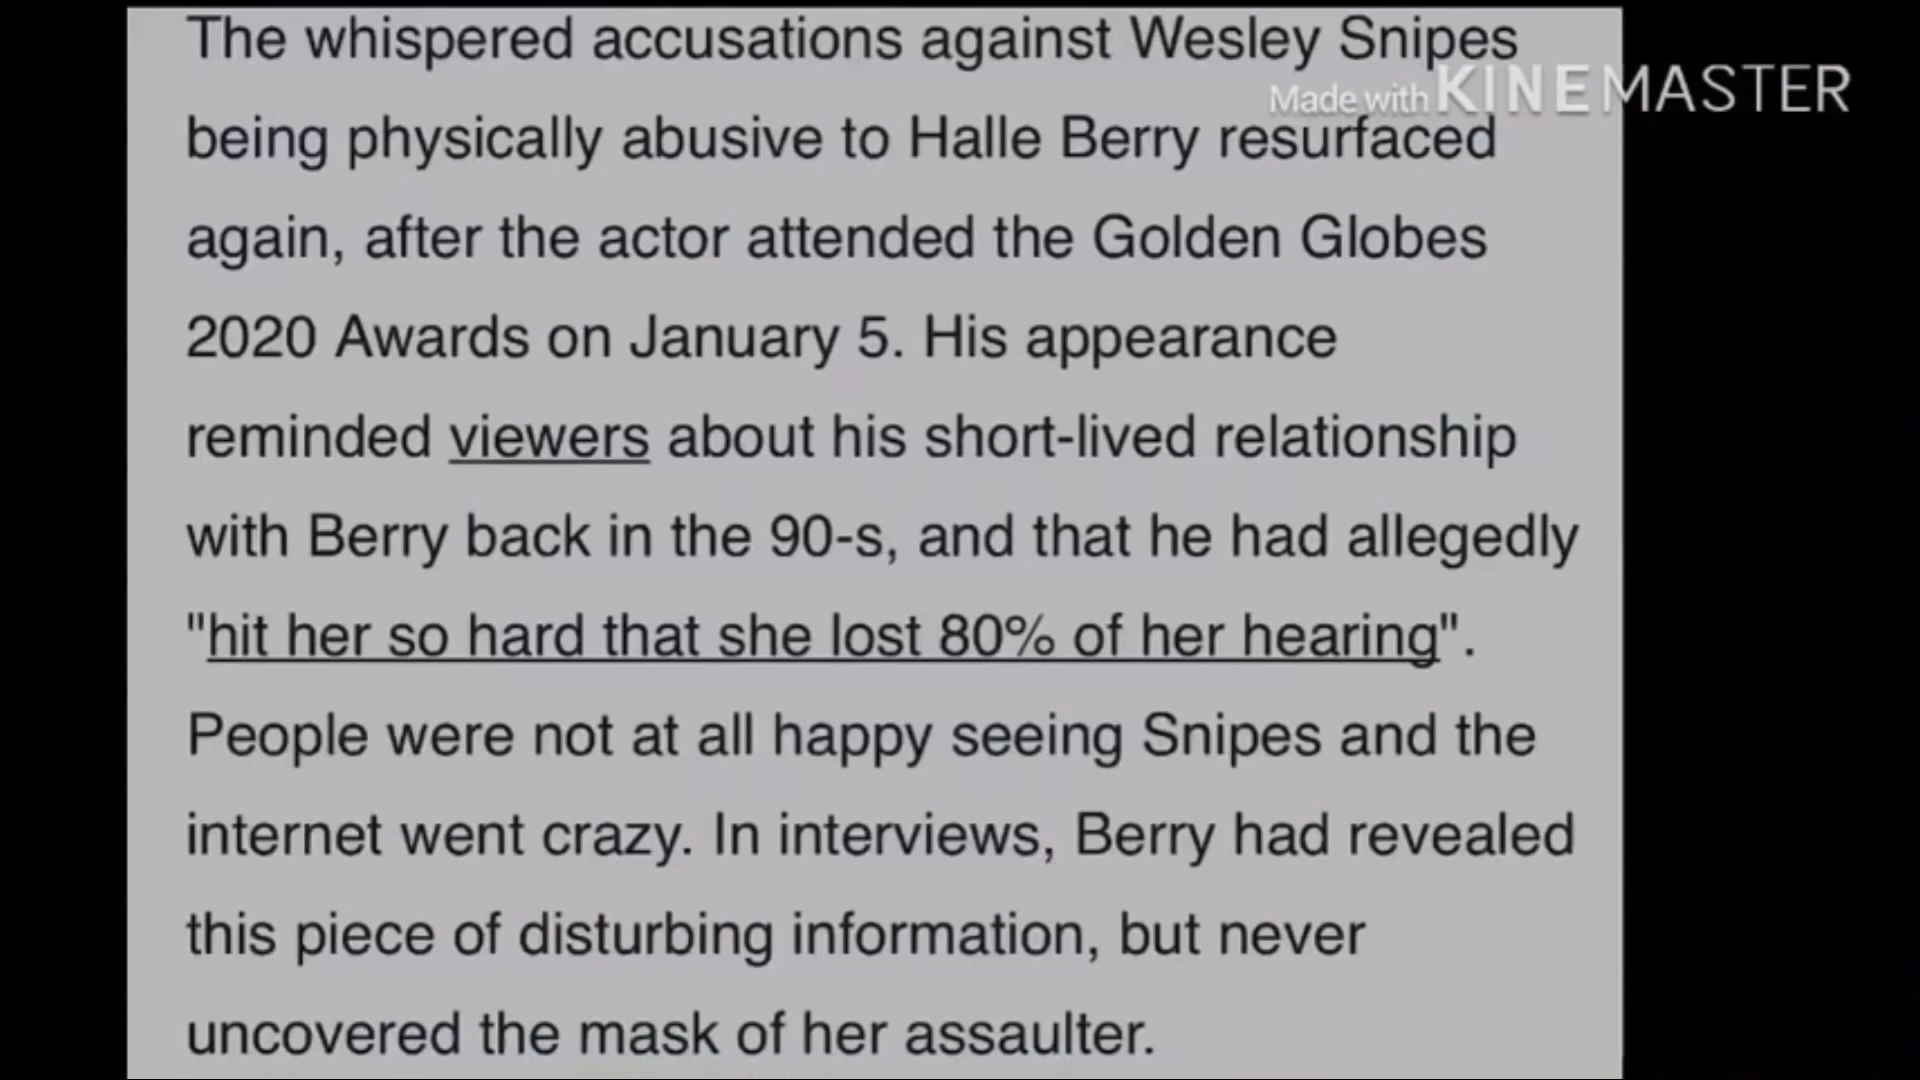 The whispered accusations against Wesley Snipes
Made with KINEMASTER
being physically abusive to Halle Berry resurfaced
again, after the actor attended the Golden Globes
2020 Awards on January 5. His appearance
reminded viewers about his short-lived relationship
with Berry back in the 90-s, and that he had allegedly
"hit her so hard that she lost 80% of her hearing".
People were not at all happy seeing Snipes and the
internet went crazy. In interviews, Berry had revealed
this piece of disturbing information, but never
uncovered the mask of her assaulter.